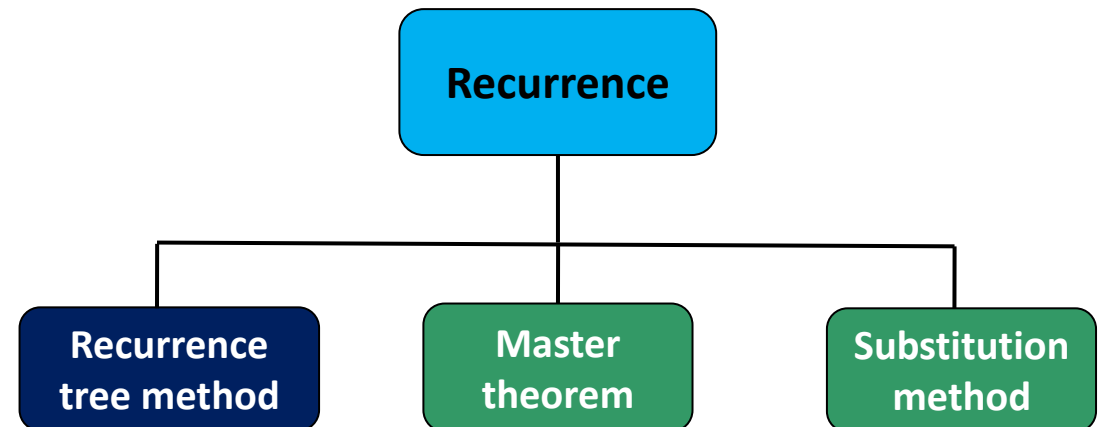 Recurrence
Recurrence
tree method
Master
theorem
Substitution
method